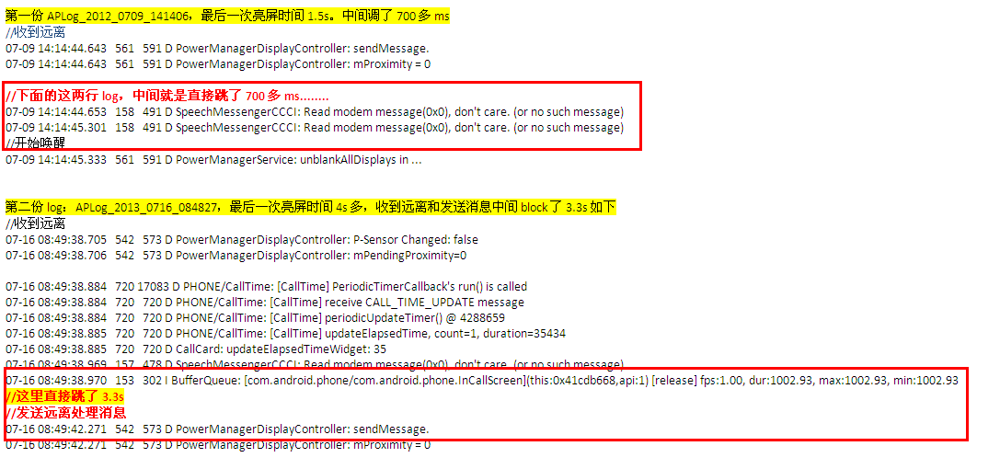 第一份 APLog_2012_0709_141406，最后一次亮屏时间 1.5s。中间调了 700 多 ms
//收到远离
07-09 14:14:44.643 561 591 D PowerManagerDisplayController: sendMessage.
07-09 14:14:44.643 561 591 D PowerManagerDisplayController: mProximity = 0
//下面的这两行 log，中间就是直接跳了 700 多 ms........
07-09 14:14:44.653 158 491 D SpeechMessengerCCCI: Read modem message(0x0), don't care. (or no such message)
07-09 14:14:45.301 158 491 D SpeechMessengerCCCI: Read modem message(0x0), don't care. (or no such message)
//开始唤醒
07-09 14:14:45.333 561 591 D PowerManagerService: unblankAllDisplays in ...
第二份 log：APLog_2013_0716_084827，最后一次亮屏时间 4s 多，收到远离和发送消息中间 block 了 3.3s 如下
//收到远离
07-16 08:49:38.705 542 573 D PowerManagerDisplayController: P-Sensor Changed: false
07-16 08:49:38.706 542 573 D PowerManagerDisplayController: mPendingProximity=0
07-16 08:49:38.884 720 17083 D PHONE/CallTime: [CallTime] PeriodicTimerCallback's run() is called
07-16 08:49:38.884 720 720 D PHONE/CallTime: [CallTime] receive CALL_TIME_UPDATE message
07-16 08:49:38.884 720 720 D PHONE/CallTime: [CallTime] periodicUpdateTimer() @ 4288659
07-16 08:49:38.885 720 720 D PHONE/CallTime: [CallTime] updateElapsedTime, count=1, duration=35434
07-16 08:49:38.885 720 720 D CallCard: updateElapsedTimeWidget: 35
07-16 08:49:38.969 157 478 D SpeechMessengerCCCI: Read modem message(0x0), don't care. (or no such message)
07-16 08:49:38.970 153 302 I BufferQueue: [com.android.phone/com.android.phone.InCallScreen](this:0x41cdb668,api:1) [release] fps:1.00, dur:1002.93, max:1002.93, min:1002.93
//这里直接跳了 3.3s
//发送远离处理消息
07-16 08:49:42.271 542 573 D PowerManagerDisplayController: sendMessage.
07-16 08:49:42.271 542 573 D PowerManagerDisplayController: mProximity = 0